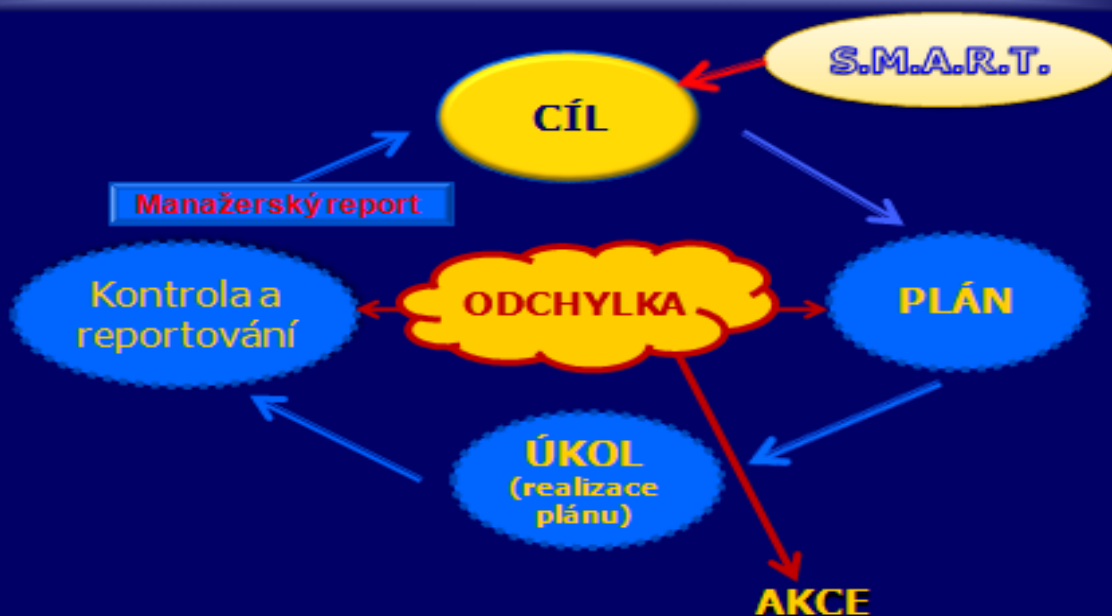 S.M.A.R.T.
CÍL
Manažerský report
Kontrola a
reportování
ODCHYLKA
PLÁN
ÚKOL
(realizace
plánu)
AKCE